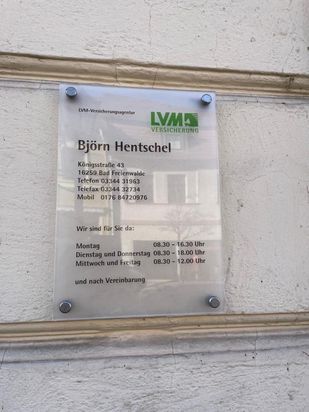 LVM-Versicherungsagentur
LVM
VERSICHERUNG
Björn Hentschel
Königsstraße 43
16259 Bad Freienwalde
Telefon 03344 31963
Telefax 03344 32734
Mobil 0176 84720976
Wir sind für Sie da:
Montag 08.30 - 16.30 Uhr
Dienstag und Donnerstag 08.30 - 18.00 Uhr
Mittwoch und Freitag 08.30 - 12.00 Uhr
und nach Vereinbarung